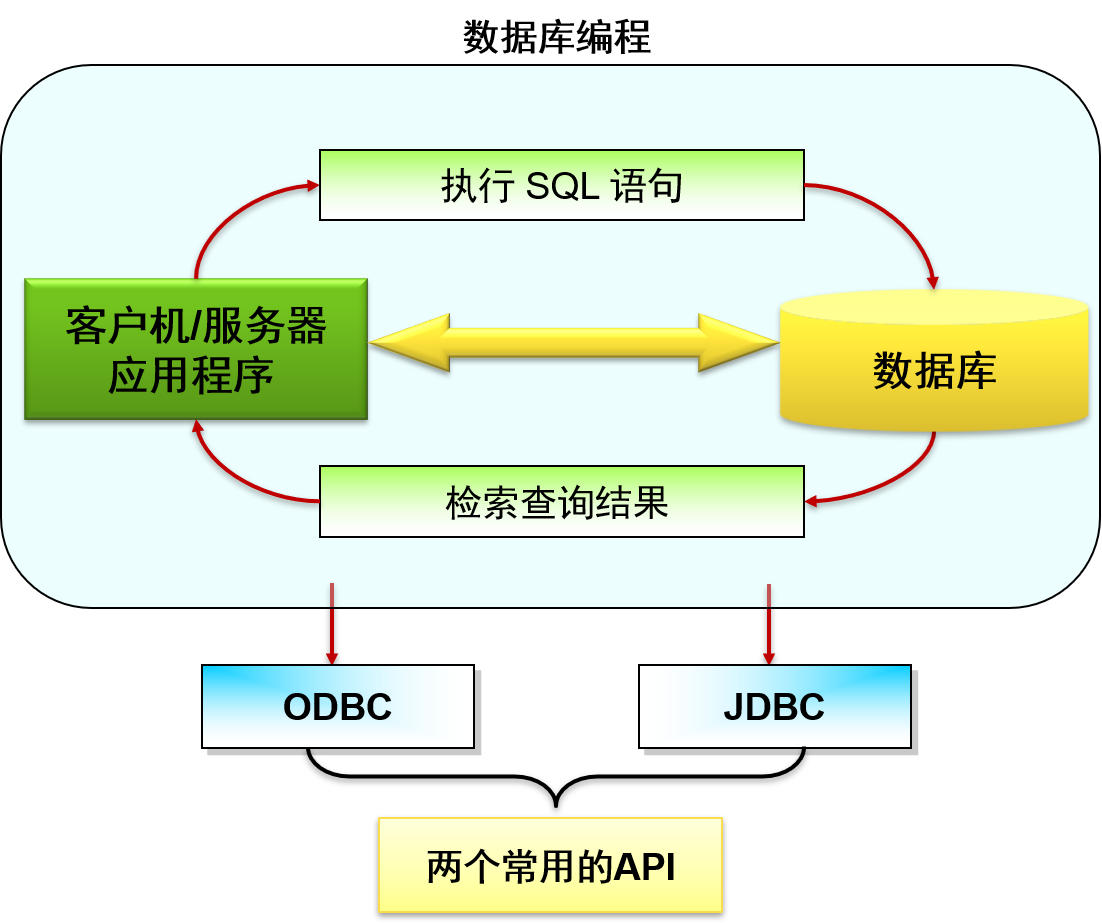 数据库编程
执行 SQL 语句
客户机/服务器
应用程序
数据库
检索查询结果
ODBC
JDBC
两个常用的API